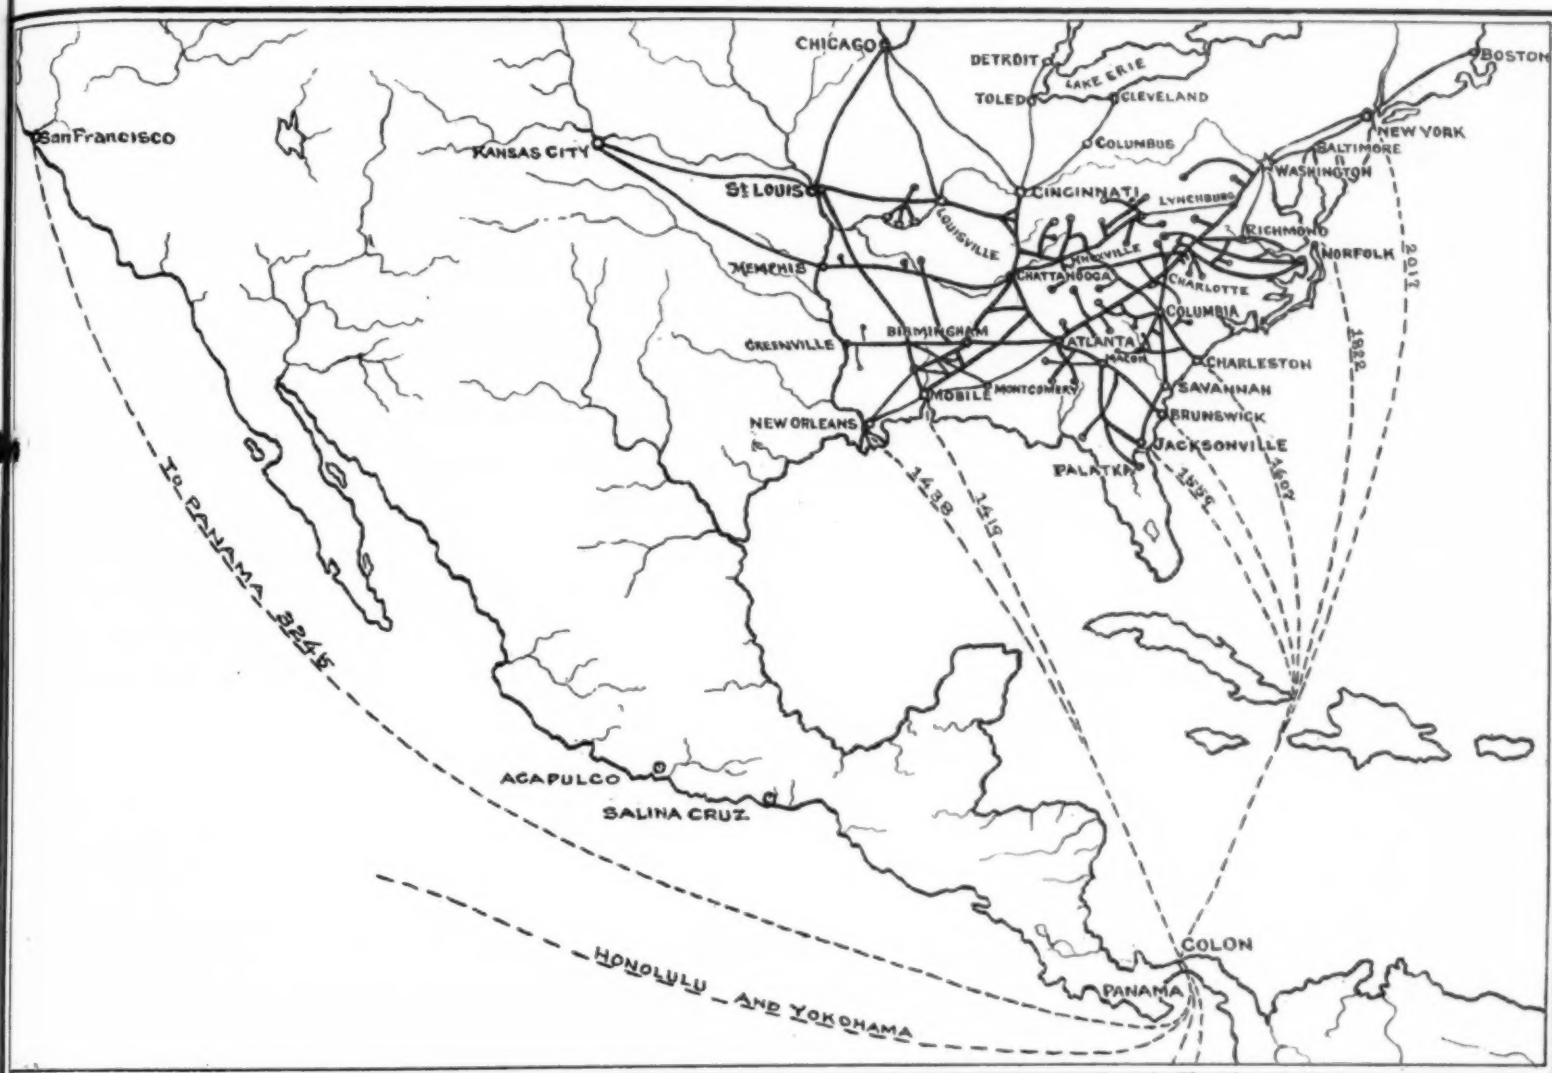 CHICAGO
DETROIT
LAKE ERIE
BOSTON
TOLEDO
CLEVELAND
San Francisco
KANSAS CITY
COLUMBUS
NEW YORK
BALTIMORE
WASHINGTON
St LOUIS
CINCINNATI
LYNCHBURG
LOUISVILLE
RICHMOND
NORFOLK
KNOXVILLE
MEMPHIS
CHATTANOOGA
CHARLOTTE
COLUMBIA
GREENVILLE
BIRMINGHAM
ATLANTA
MACON
CHARLESTON
MOBILE
MONTGOMERY
SAVANNAH
NEW ORLEANS
BRUNSWICK
JACKSONVILLE
PALATKA
2017
1822
1607
1559
1438
1419
To PANAMA 3245
ACAPULCO
SALINA CRUZ
HONOLULU AND YOKOHAMA
COLON
PANAMA